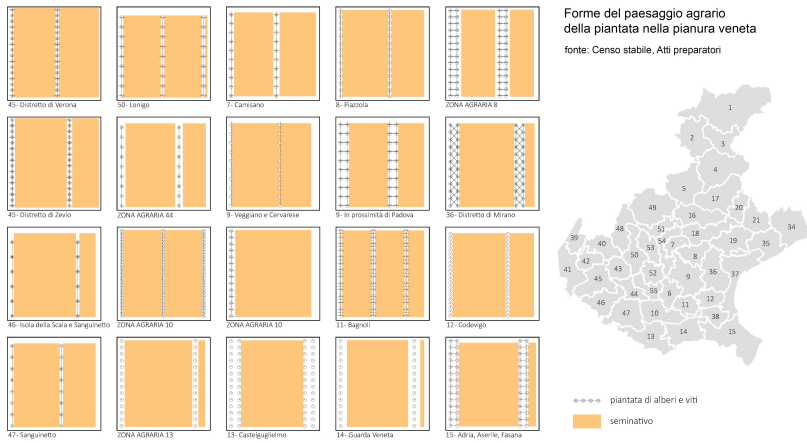 Forme del paesaggio agrario
della piantata nella pianura veneta
fonte: Censo stabile, Atti preparatori
45- Distretto di Verona
50- Lonigo
7- Camisano
8- Piazzola
ZONA AGRARIA 8
45- Distretto di Zevio
ZONA AGRARIA 44
9- Veggiano e Cervarese
9- In prossimità di Padova
36- Distretto di Mirano
46- Isola della Scala e Sanguinetto
ZONA AGRARIA 10
ZONA AGRARIA 10
11- Bagnoli
12- Codevigo
47- Sanguinetto
ZONA AGRARIA 13
13- Castelguglielmo
14- Guarda Veneta
15- Adria, Aserile, Fasana
1
2
3
4
5
17
49
20
16
21
34
48
51
18
39
40
54
7
19
35
53
50
8
42
41
43
52
9
36
37
45
44
55
6
12
46
11
47
10
38
13
14
15
piantata di alberi e viti
seminativo